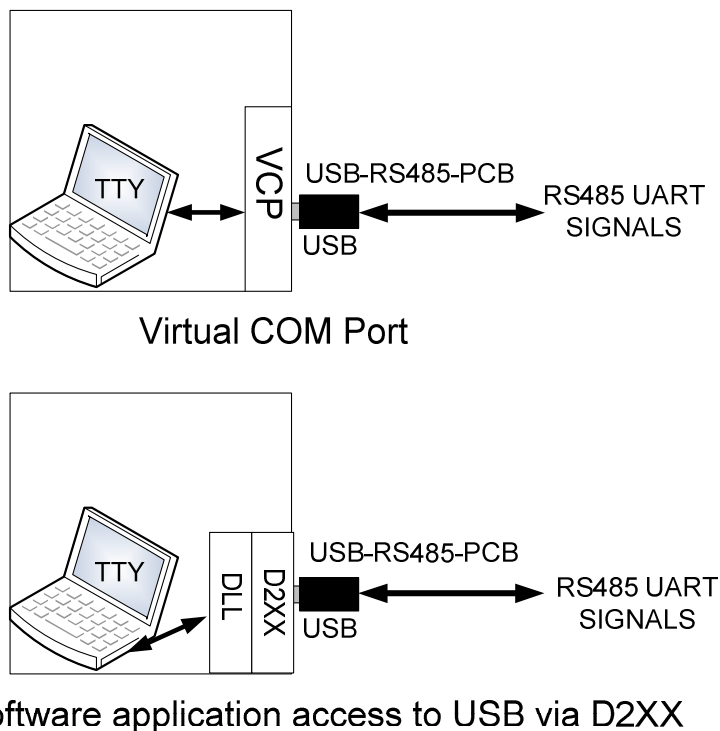 TTY
VCP
USB-RS485-PCB
USB
RS485 UART
SIGNALS
Virtual COM Port
TTY
DLL
D2XX
USB-RS485-PCB
USB
RS485 UART
SIGNALS
oftware application access to USB via D2XX